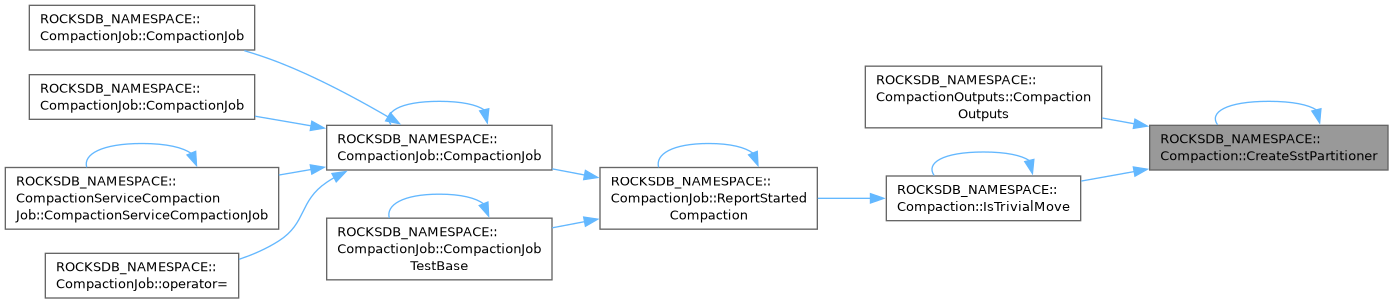 ROCKSDB_NAMESPACE::
CompactionJob::CompactionJob
ROCKSDB_NAMESPACE::
CompactionJob::CompactionJob
ROCKSDB_NAMESPACE::
CompactionServiceCompaction
Job::CompactionServiceCompactionJob
ROCKSDB_NAMESPACE::
CompactionJob::operator=
ROCKSDB_NAMESPACE::
CompactionJob::CompactionJob
ROCKSDB_NAMESPACE::
CompactionJob::CompactionJob
TestBase
ROCKSDB_NAMESPACE::
CompactionJob::ReportStarted
Compaction
ROCKSDB_NAMESPACE::
CompactionOutputs::Compaction
Outputs
ROCKSDB_NAMESPACE::
Compaction::IsTrivialMove
ROCKSDB_NAMESPACE::
Compaction::CreateSstPartitioner